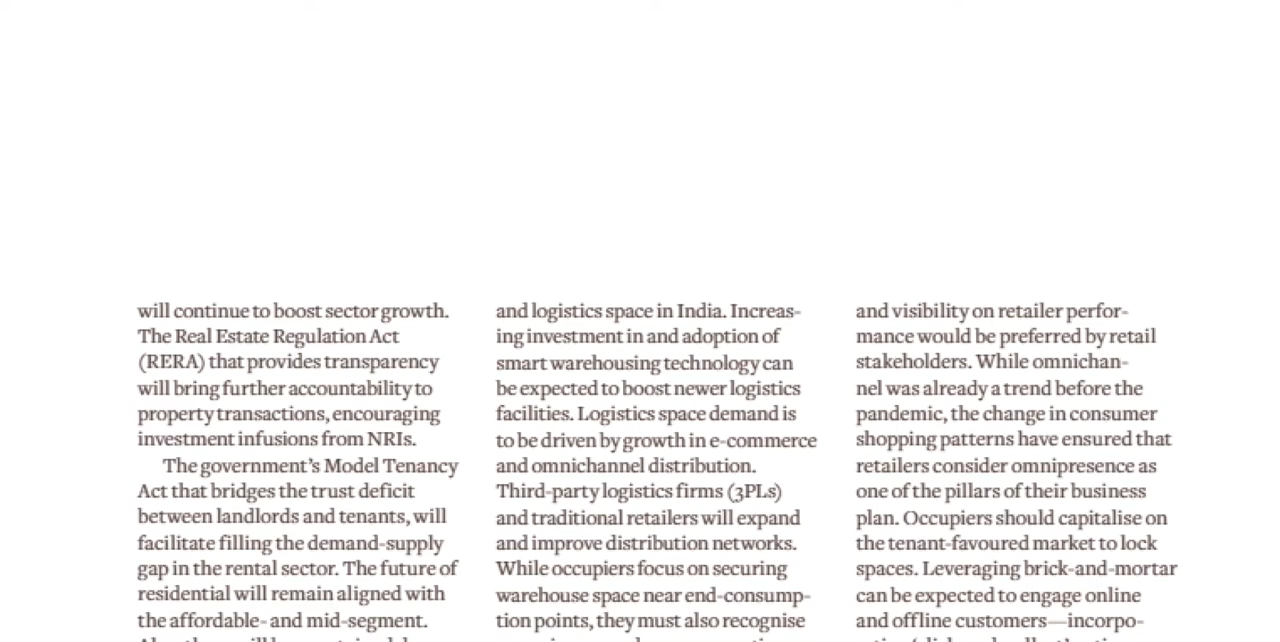 will continue to boost sector growth.
The Real Estate Regulation Act
(RERA) that provides transparency
will bring further accountability to
property transactions, encouraging
investment infusions from NRIs.
The government's Model Tenancy
Act that bridges the trust deficit
between landlords and tenants, will
facilitate filling the demand-supply
gap in the rental sector. The future of
residential will remain aligned with
the affordable- and mid-segment.
and logistics space in India. Increas-
ing investment in and adoption of
smart warehousing technology can
be expected to boost newer logistics
facilities. Logistics space demand is
to be driven by growth in e-commerce
and omnichannel distribution.
Third-party logistics firms (3PLs)
and traditional retailers will expand
and improve distribution networks.
While occupiers focus on securing
warehouse space near end-consump-
tion points, they must also recognise
and visibility on retailer perfor-
mance would be preferred by retail
stakeholders. While omnichan-
nel was already a trend before the
pandemic, the change in consumer
shopping patterns have ensured that
retailers consider omnipresence as
one of the pillars of their business
plan. Occupiers should capitalise on
the tenant-favoured market to lock
spaces. Leveraging brick-and-mortar
can be expected to engage online
and offline customers—incorpo-